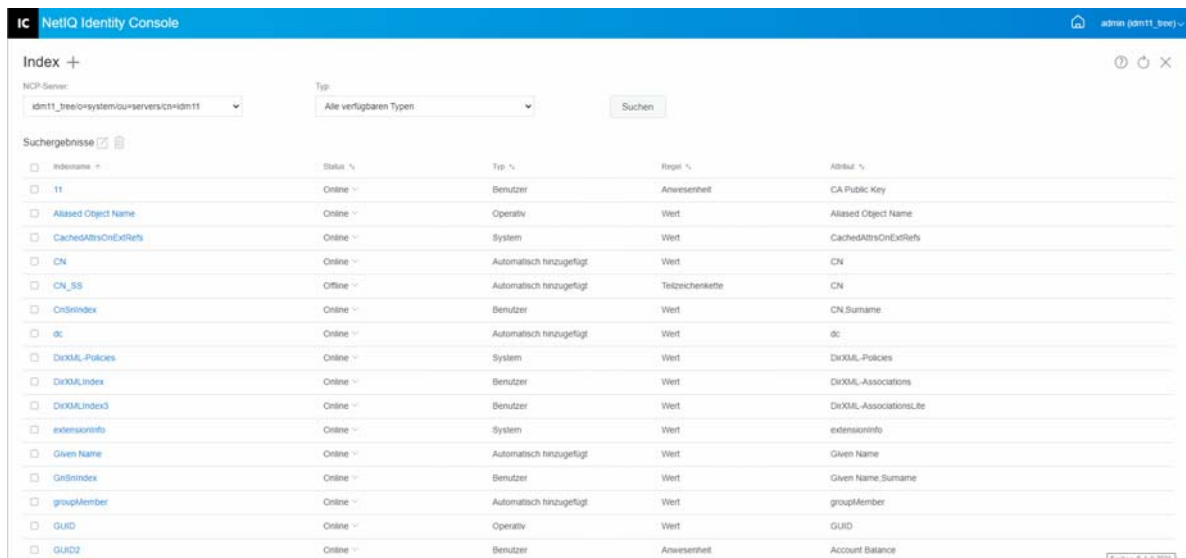 IC NetIQ Identity Console admin (idm11_tree)
Index
NCP-Server: Typ:
idm11_tree/o=system/ou=servers/cn=idm11 Alle verfügbaren Typen Suchen
Suchergebnisse
Indexname Status Typ Regel Attribut
11 Online Benutzer Anwesenheit CA Public Key
Aliased Object Name Online Operativ Wert Aliased Object Name
CachedAttrsOnExtRefs Online System Wert CachedAttrsOnExtRefs
CN Online Automatisch hinzugefügt Wert CN
CN_SS Offline Automatisch hinzugefügt Teilzeichenkette CN
CnSnIndex Online Benutzer Wert CN,Surname
dc Online Automatisch hinzugefügt Wert dc
DirXML-Policies Online System Wert DirXML-Policies
DirXMLIndex Online Benutzer Wert DirXML-Associations
DirXMLIndex3 Online Benutzer Wert DirXML-AssociationsLite
extensionInfo Online System Wert extensionInfo
Given Name Online Automatisch hinzugefügt Wert Given Name
GnSnIndex Online Benutzer Wert Given Name,Surname
groupMember Online Automatisch hinzugefügt Wert groupMember
GUID Online Operativ Wert GUID
GUID2 Online Benutzer Anwesenheit Account Balance